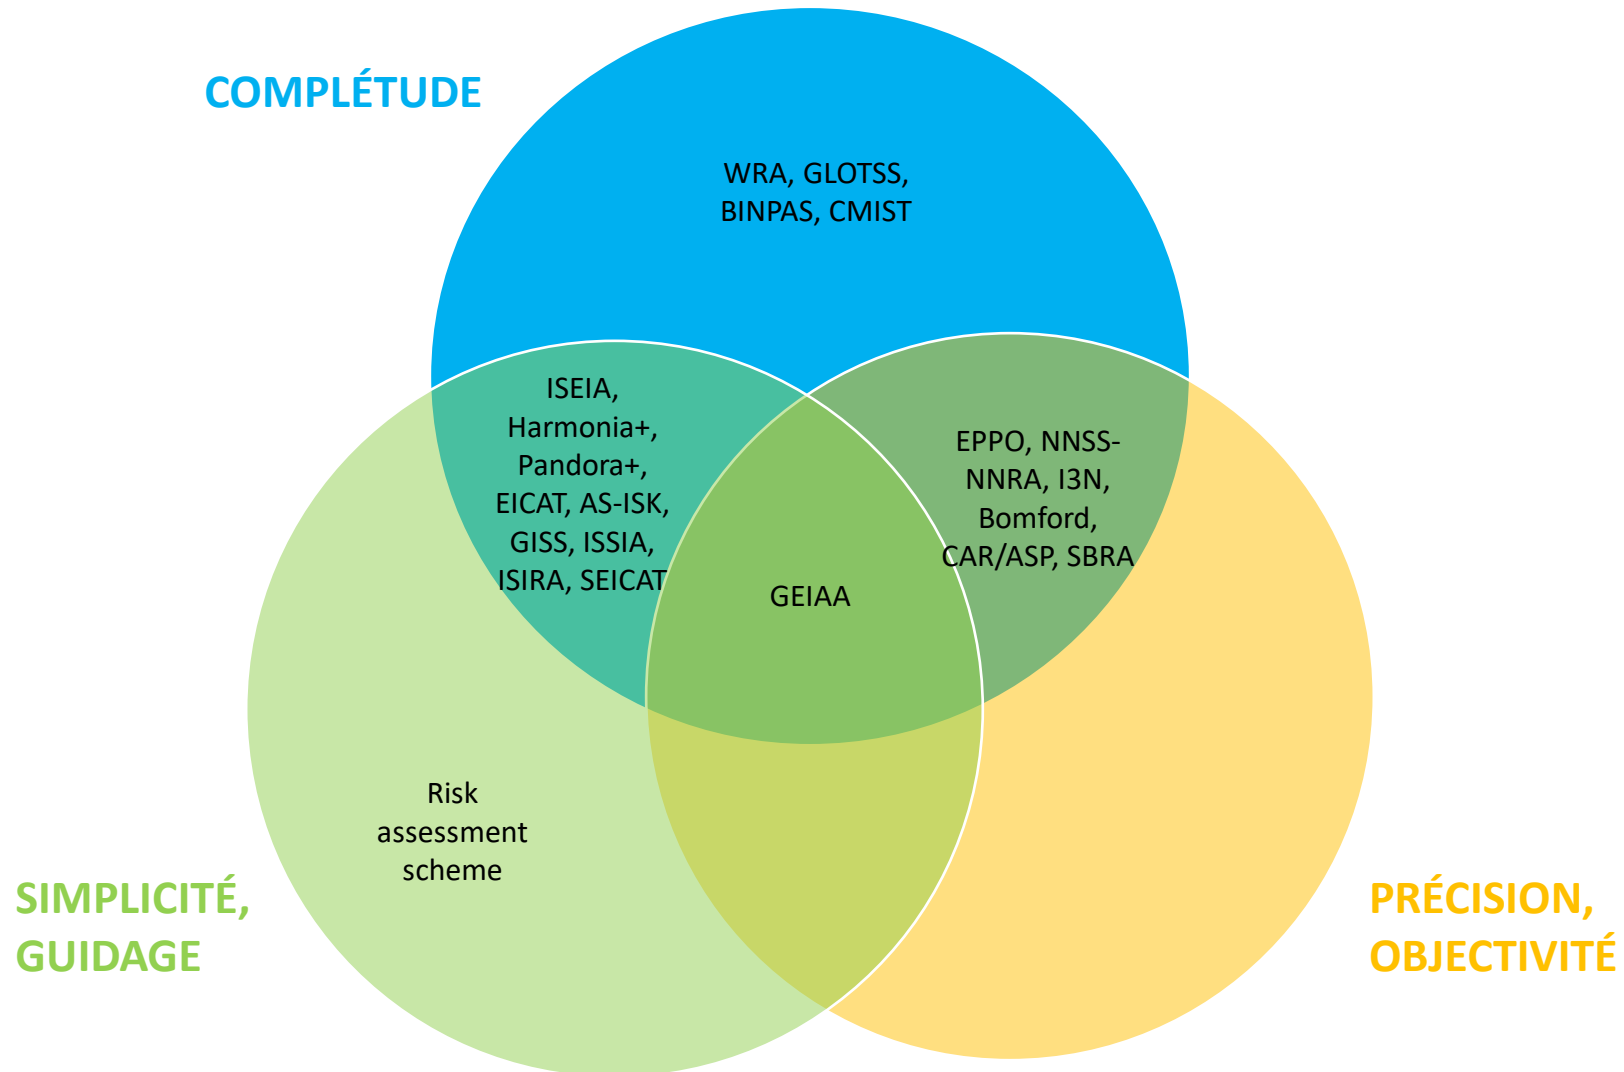 COMPLÉTUDE
WRA, GLOTSS,
BINPAS, CMIST
ISEIA,
Harmonia+,
Pandora+,
EICAT, AS-ISK,
GISS, ISSIA,
ISIRA, SEICAT
EPPO, NNSS-
NNRA, I3N,
Bomford,
CAR/ASP, SBRA
GEIAA
Risk
assessment
scheme
SIMPLICITÉ,
GUIDAGE
PRÉCISION,
OBJECTIVITÉ